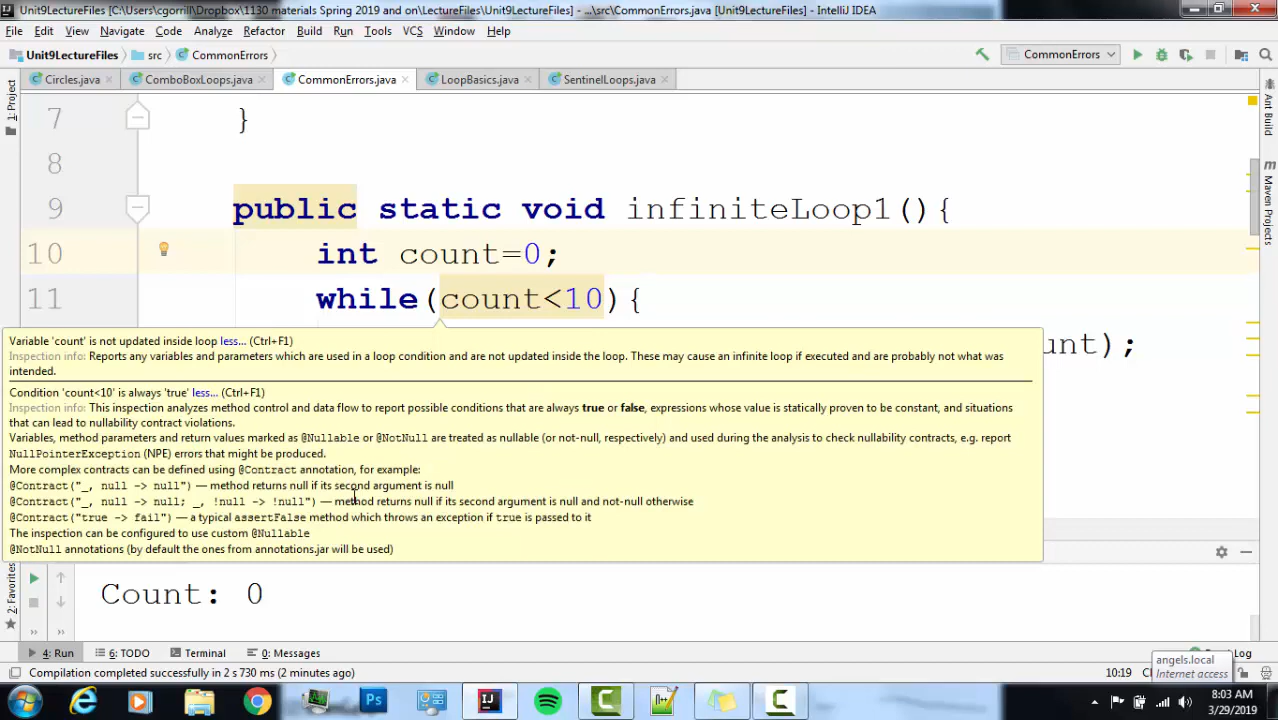 Unit9LectureFiles [C:\Users\cgorrill\Dropbox\1130 materials Spring 2019 and on\LectureFiles\Unit9LectureFiles] - ...\src\CommonErrors.java [Unit9LectureFiles] - IntelliJ IDEA
File Edit View Navigate Code Analyze Refactor Build Run Tools VCS Window Help
Unit9LectureFiles src CommonErrors CommonErrors
Circles.java ComboBoxLoops.java CommonErrors.java LoopBasics.java SentinelLoops.java
1: Project
Ant Build
Maven Projects
7 }
8
9 public static void infiniteLoop1(){
10 int count=0;
11 while(count<10){
unt);
Variable 'count' is not updated inside loop less... (Ctrl+F1)
Inspection info: Reports any variables and parameters which are used in a loop condition and are not updated inside the loop. These may cause an infinite loop if executed and are probably not what was
intended.
Condition 'count<10' is always 'true' less... (Ctrl+F1)
Inspection info: This inspection analyzes method control and data flow to report possible conditions that are always true or false, expressions whose value is statically proven to be constant, and situations
that can lead to nullability contract violations.
Variables, method parameters and return values marked as @Nullable or @NotNull are treated as nullable (or not-null, respectively) and used during the analysis to check nullability contracts, e.g. report
NullPointerException (NPE) errors that might be produced.
More complex contracts can be defined using @Contract annotation, for example:
@Contract("_, null -> null") — method returns null if its second argument is null
@Contract("_, null -> null; _, !null -> !null") — method returns null if its second argument is null and not-null otherwise
@Contract("true -> fail") — a typical assertFalse method which throws an exception if true is passed to it
The inspection can be configured to use custom @Nullable
@NotNull annotations (by default the ones from annotations.jar will be used)
2: Favorites
Count: 0
4: Run 6: TODO Terminal 0: Messages Log
Compilation completed successfully in 2 s 730 ms (2 minutes ago) 10:19
angels.local
Internet access
8:03 AM
3/29/2019